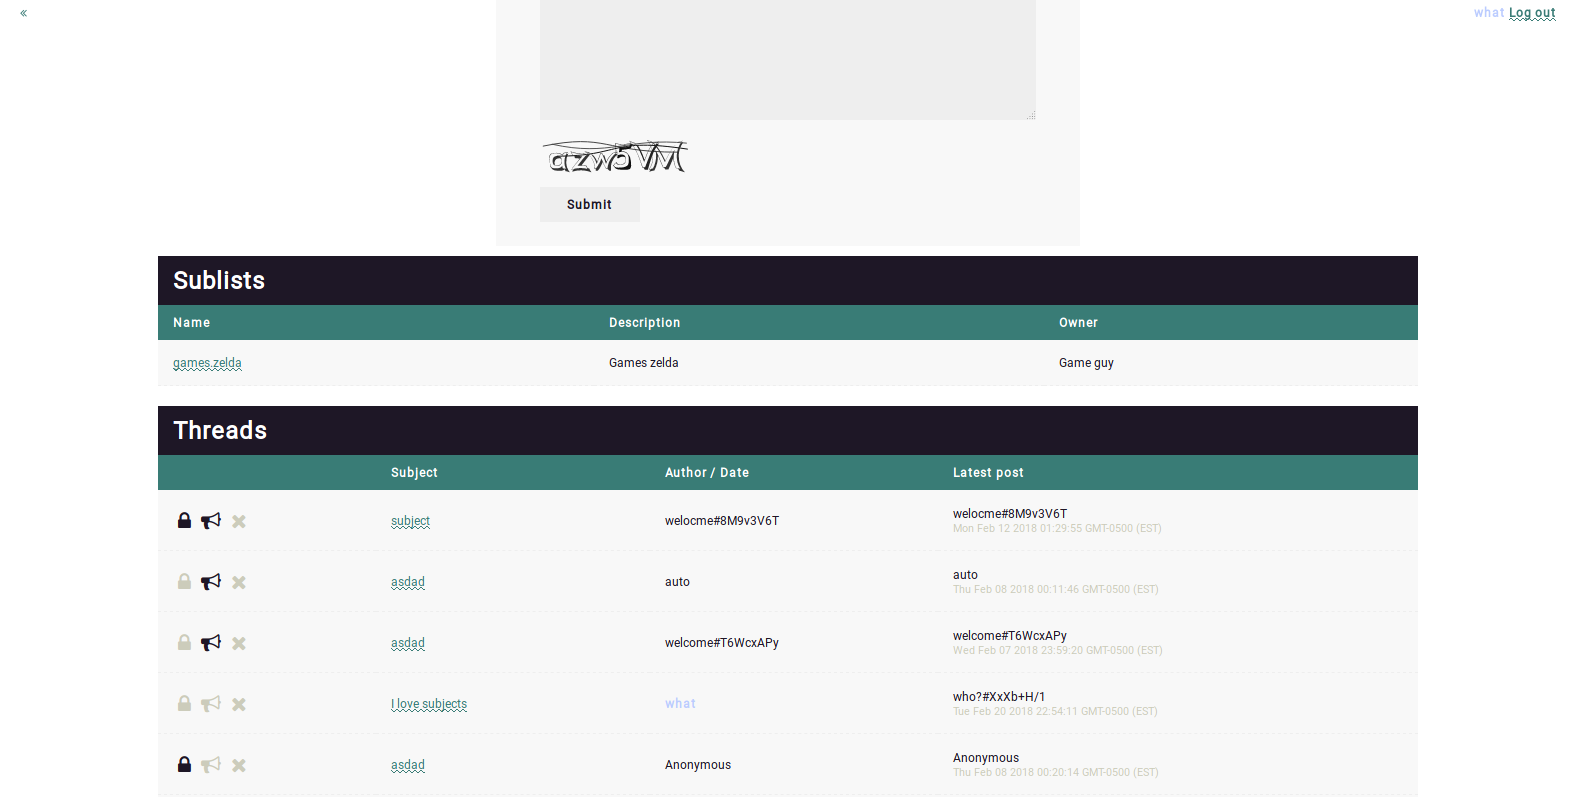 «
what Log out
azw5VM
Submit
Sublists
Name Description Owner
games.zelda Games zelda Game guy
Threads
Subject Author / Date Latest post
subject welocme#8M9v3V6T welocme#8M9v3V6T
Mon Feb 12 2018 01:29:55 GMT-0500 (EST)
asdad auto auto
Thu Feb 08 2018 00:11:46 GMT-0500 (EST)
asdad welcome#T6WcxAPy welcome#T6WcxAPy
Wed Feb 07 2018 23:59:20 GMT-0500 (EST)
I love subjects what who?#XxXb+H/1
Tue Feb 20 2018 22:54:11 GMT-0500 (EST)
asdad Anonymous Anonymous
Thu Feb 08 2018 00:20:14 GMT-0500 (EST)